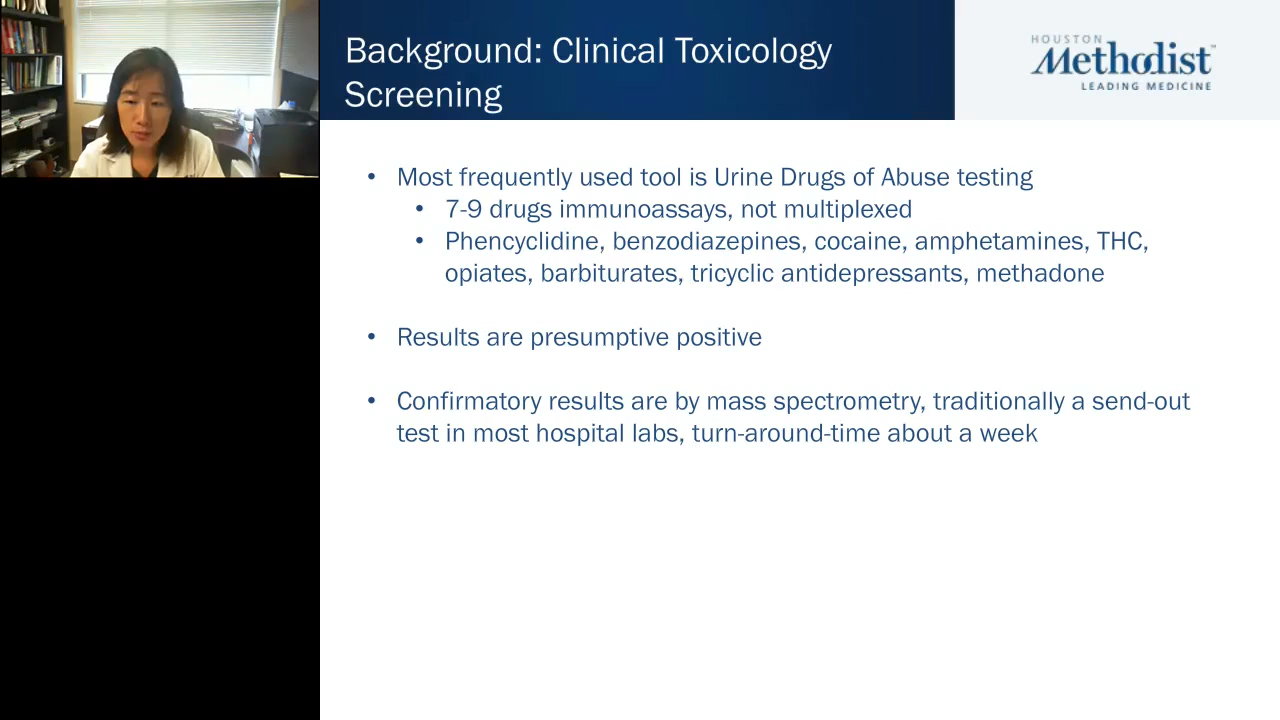 Background: Clinical Toxicology
Screening
HOUSTON
Methodist
LEADING MEDICINE
• Most frequently used tool is Urine Drugs of Abuse testing
• 7-9 drugs immunoassays, not multiplexed
• Phencyclidine, benzodiazepines, cocaine, amphetamines, THC,
opiates, barbiturates, tricyclic antidepressants, methadone
• Results are presumptive positive
• Confirmatory results are by mass spectrometry, traditionally a send-out
test in most hospital labs, turn-around-time about a week